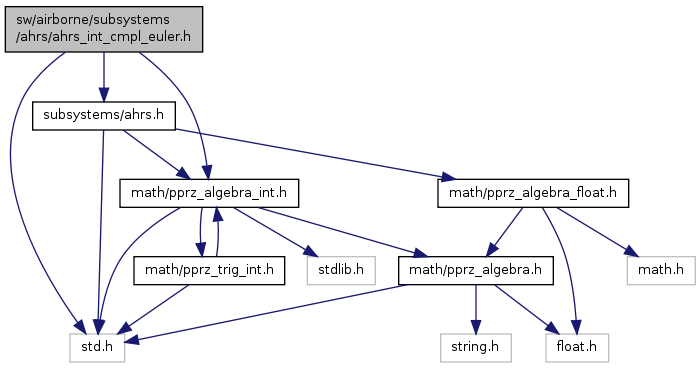 sw/airborne/subsystems
/ahrs/ahrs_int_cmpl_euler.h
subsystems/ahrs.h
math/pprz_algebra_int.h
math/pprz_algebra_float.h
math/pprz_trig_int.h
stdlib.h
math/pprz_algebra.h
math.h
std.h
string.h
float.h